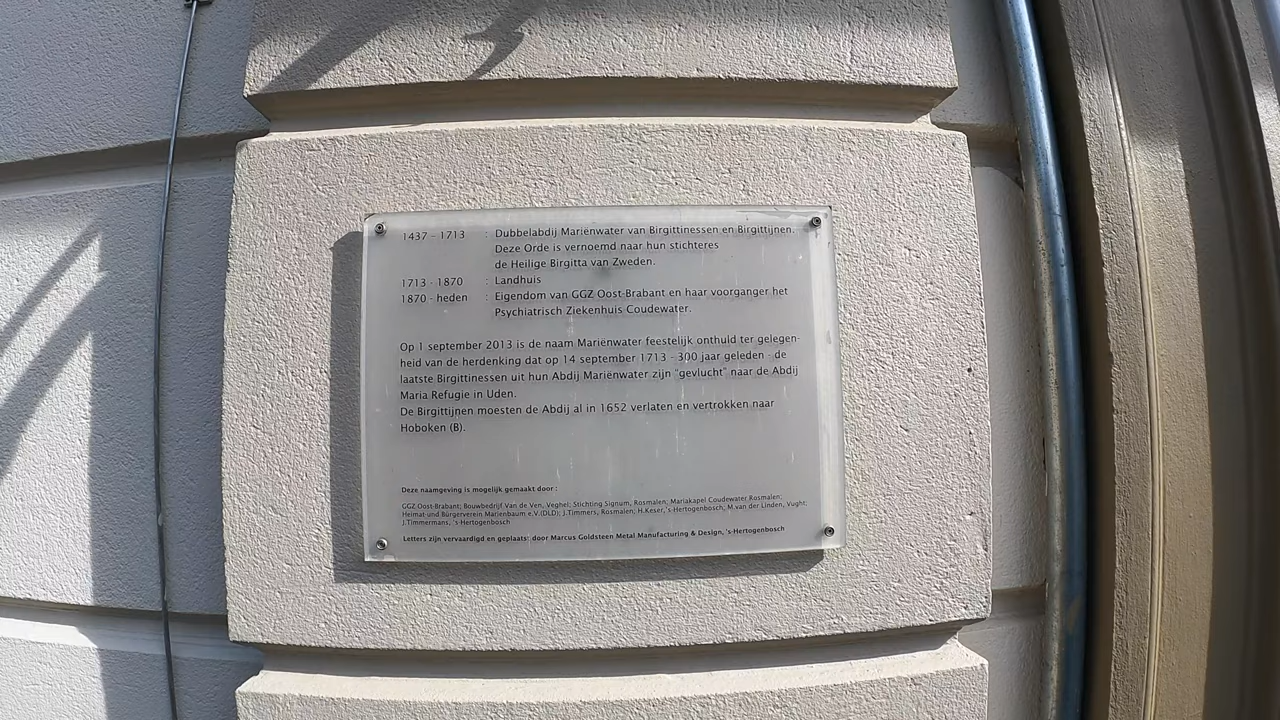 1437 - 1713 : Dubbelabdij Mariënwater van Birgittinessen en Birgittijnen.
Deze Orde is vernoemd naar hun stichteres
de Heilige Birgitta van Zweden.
1713 - 1870 : Landhuis
1870 - heden : Eigendom van GGZ Oost-Brabant en haar voorganger het
Psychiatrisch Ziekenhuis Coudewater.
Op 1 september 2013 is de naam Mariënwater feestelijk onthuld ter gelegen-
heid van de herdenking dat op 14 september 1713 - 300 jaar geleden - de
laatste Birgittinessen uit hun Abdij Mariënwater zijn "gevlucht" naar de Abdij
Maria Refugie in Uden.
De Birgittijnen moesten de Abdij al in 1652 verlaten en vertrokken naar
Hoboken (B).
Deze naamgeving is mogelijk gemaakt door :
GGZ Oost-Brabant; Bouwbedrijf Van de Ven, Veghel; Stichting Signum, Rosmalen; Mariakapel Coudewater Rosmalen;
Heimat-und Bürgerverein Marienbaum e.V.(DLD); J.Timmers, Rosmalen; H.Keser,'s-Hertogenbosch; M.van der Linden, Vught;
J.Timmermans, 's-Hertogenbosch
Letters zijn vervaardigd en geplaatst door Marcus Goldsteen Metal Manufacturing & Design, 's-Hertogenbosch